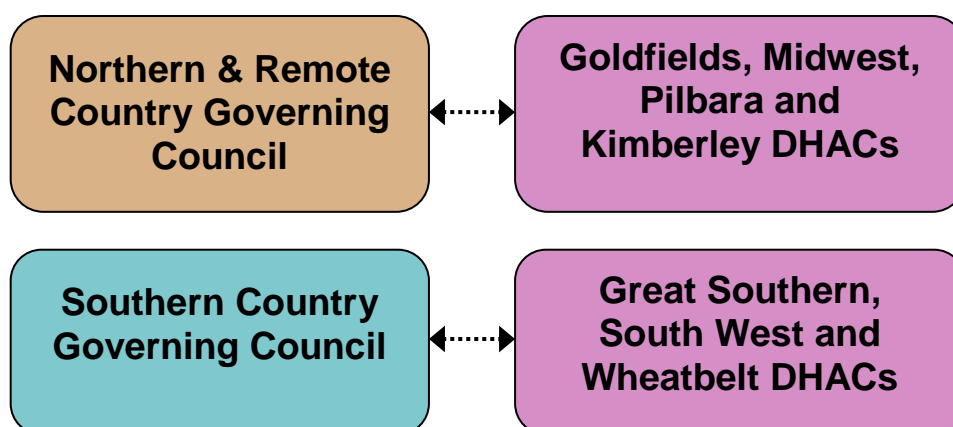 Northern & Remote
Country Governing
Council
Goldfields, Midwest,
Pilbara and
Kimberley DHACs
Southern Country
Governing Council
Great Southern,
South West and
Wheatbelt DHACs